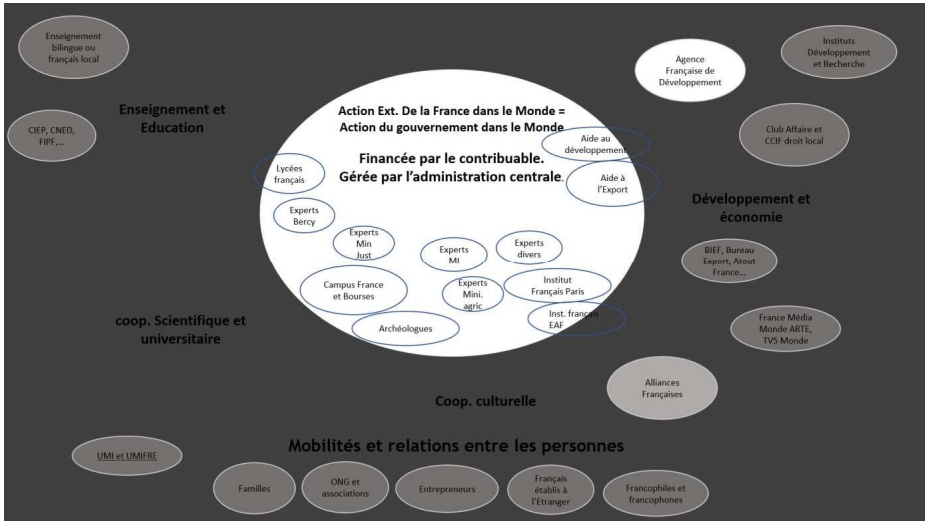 Enseignement
bilingue ou
français local
CIEP, CNED,
FIPF,...
Enseignement et
Education
Action Ext. De la France dans le Monde =
Action du gouvernement dans le Monde
Financée par le contribuable.
Gérée par l'administration centrale.
Aide au
développement
Aide à
l'Export
Lycées
français
Experts
Bercy
Experts
Min
Just
Experts
MI
Experts
divers
Campus France
et Bourses
Experts
Mini.
agric
Institut
Français Paris
Archéologues
Inst. français
EAF
Agence
Française de
Développement
Instituts
Développement
et Recherche
Club Affaire et
CCIF droit local
Développement et
économie
BIEF, Bureau
Export, Atout
France...
France Média
Monde ARTE,
TV5 Monde
coop. Scientifique et
universitaire
Alliances
Françaises
Coop. culturelle
Mobilités et relations entre les personnes
UMI et UMIFRE
Familles
ONG et
associations
Entrepreneurs
Français
établis à
l'Etranger
Francophiles et
francophones